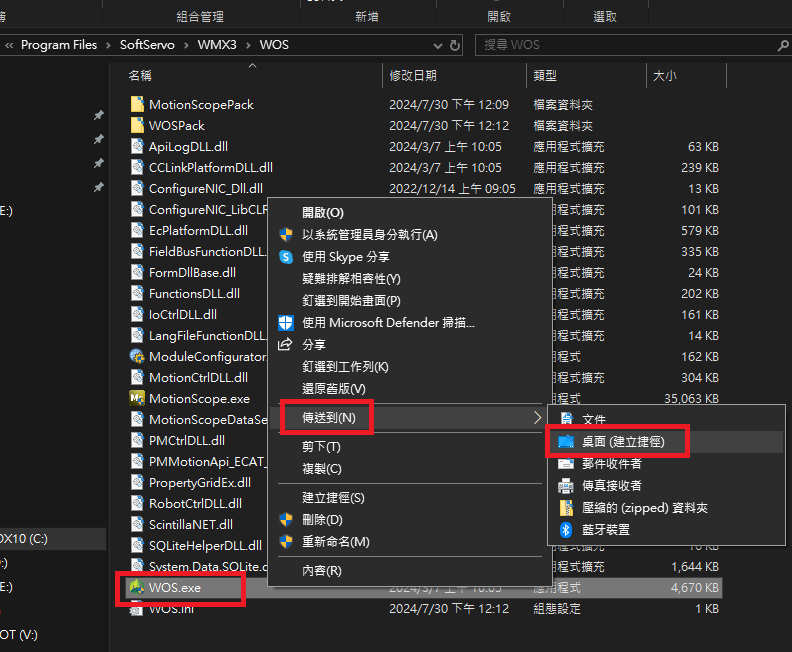 組合管理 新增 開啟 選取
« Program Files › SoftServo › WMX3 › WOS 搜尋 WOS
名稱 修改日期 類型 大小
MotionScopePack 2024/7/30 下午 12:09 檔案資料夾
WOSPack 2024/7/30 下午 12:12 檔案資料夾
ApiLogDLL.dll 2024/3/7 上午 10:05 應用程式擴充 63 KB
CCLinkPlatformDLL.dll 2024/3/7 上午 10:05 應用程式擴充 239 KB
ConfigureNIC_Dll.dll 2022/12/14 上午 09:05 應用程式擴充 13 KB
E:) ConfigureNIC_LibCLR 式擴充 101 KB
開啟(O)
EcPlatformDLL.dll 式擴充 579 KB
以系統管理員身分執行(A)
FieldBusFunctionDLL. 式擴充 335 KB
使用 Skype 分享
FormDllBase.dll 式擴充 24 KB
疑難排解相容性(Y)
FunctionsDLL.dll 式擴充 202 KB
釘選到開始畫面(P)
IoCtrlDLL.dll 式擴充 161 KB
使用 Microsoft Defender 掃描...
LangFileFunctionDLL. 式擴充 14 KB
分享
ModuleConfigurator. 式 162 KB
釘選到工作列(K)
MotionCtrlDLL.dll 式擴充 304 KB
還原舊版(V)
MotionScope.exe 式 35,063 KB
傳送到(N)
MotionScopeDataSe
文件
PMCtrlDLL.dll
剪下(T)
桌面 (建立捷徑)
PMMotionApi_ECAT_
複製(C)
郵件收件者
PropertyGridEx.dll
傳真接收者
RobotCtrlDLL.dll
建立捷徑(S)
壓縮的 (zipped) 資料夾
ScintillaNET.dll
刪除(D)
藍牙裝置
OX10 (C:) SQLiteHelperDLL.dll
重新命名(M)
:) System.Data.SQLite.c 式擴充 1,644 KB
內容(R)
E:) WOS.exe 2024/3/7 上午 10:05 應用程式 4,670 KB
WOS.ini 2024/7/30 下午 12:12 組態設定 1 KB
OT (V:)